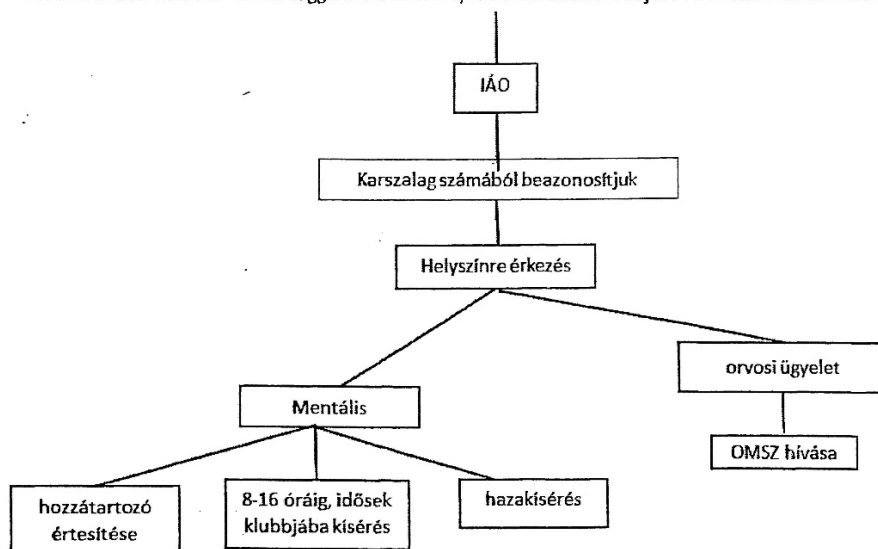 IÁO
Karszalag számából beazonosítjuk
Helyszínre érkezés
orvosi ügyelet
Mentális
OMSZ hívása
hozzátartozó
értesítése
8-16 óráig, idősek
klubbjába kísérés
hazakísérés